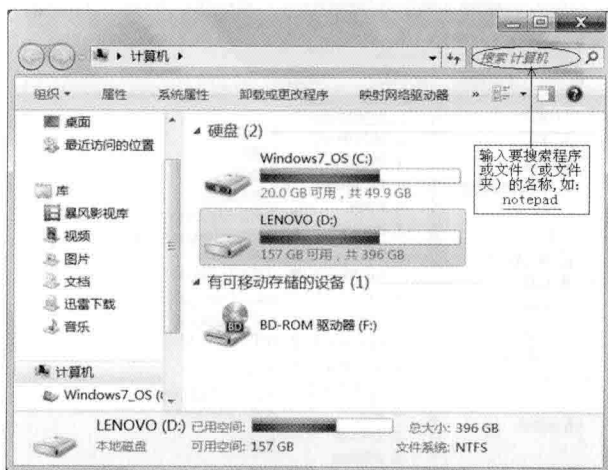 计算机
搜索 计算机
组织
属性
系统属性
卸载或更改程序
映射网络驱动器
»
桌面
最近访问的位置
库
暴风影视库
视频
图片
文档
迅雷下载
音乐
计算机
Windows7_OS (
硬盘 (2)
Windows7_OS (C:)
20.0 GB 可用，共 49.9 GB
LENOVO (D:)
157 GB 可用，共 396 GB
有可移动存储的设备 (1)
BD
BD-ROM 驱动器 (F:)
输入要搜索程序
或文件（或文件
夹）的名称,如:
notepad
LENOVO (D:) 已用空间: 总大小: 396 GB
本地磁盘 可用空间: 157 GB 文件系统: NTFS